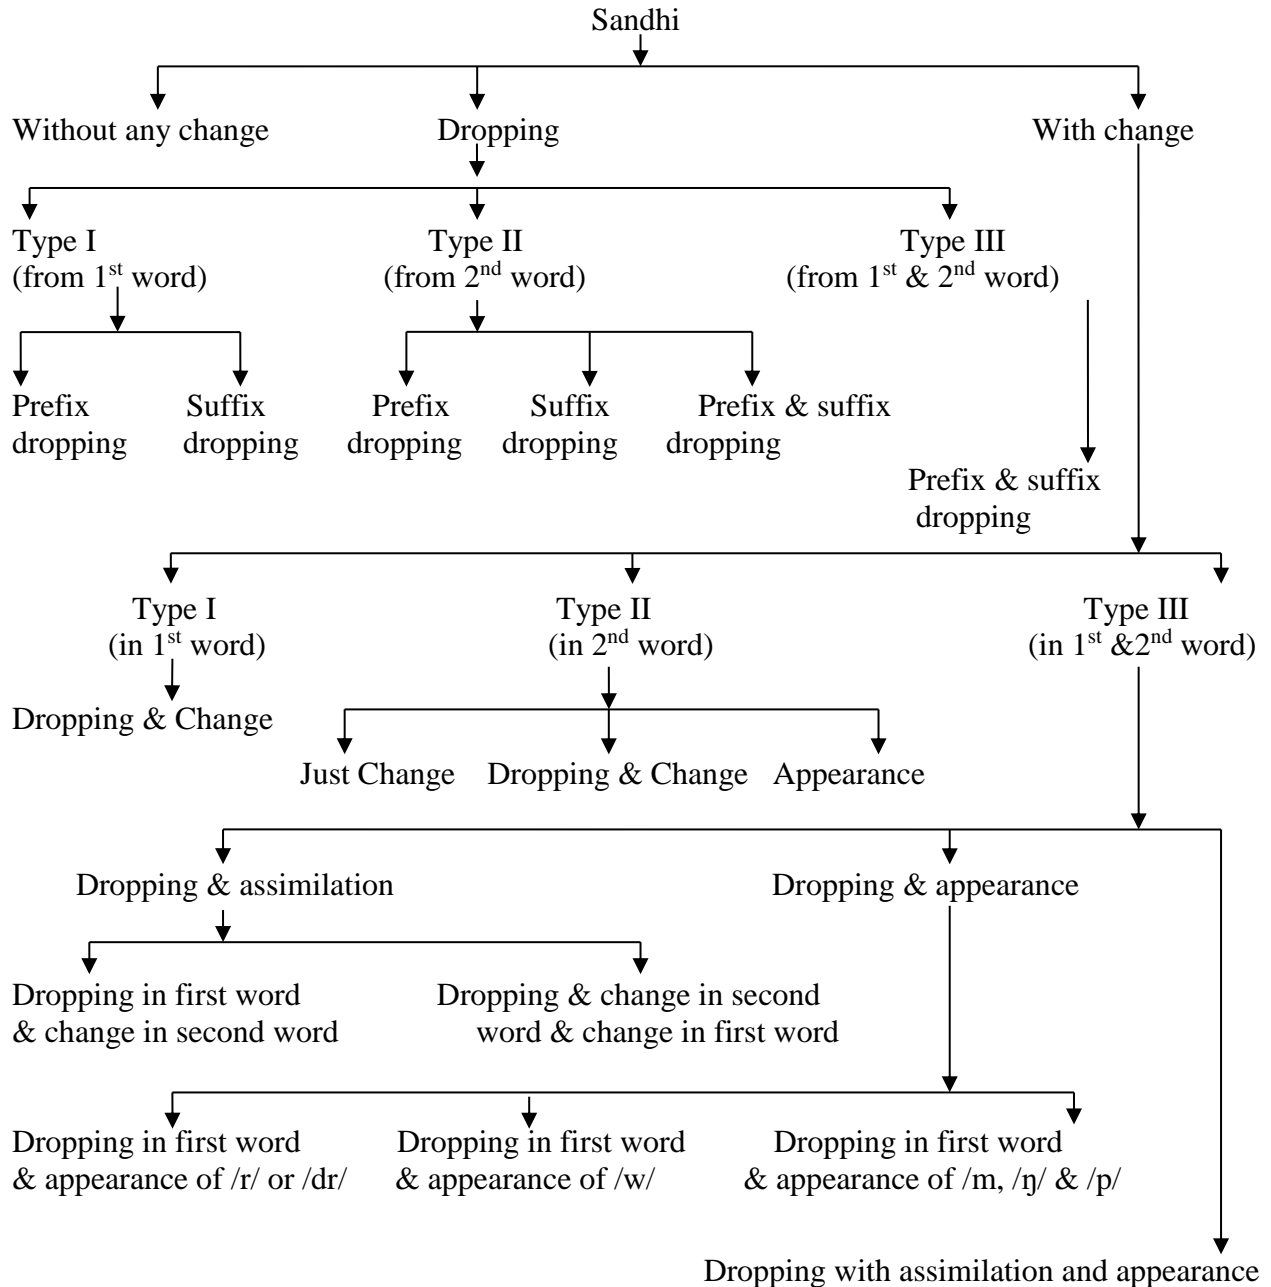 Sandhi
Without any change Dropping With change
Type I Type II Type III
(from 1st word) (from 2nd word) (from 1st & 2nd word)
Prefix Suffix Prefix Suffix Prefix & suffix
dropping dropping dropping dropping dropping
Prefix & suffix
dropping
Type I Type II Type III
(in 1st word) (in 2nd word) (in 1st &2nd word)
Dropping & Change
Just Change Dropping & Change Appearance
Dropping & assimilation Dropping & appearance
Dropping in first word Dropping & change in second
& change in second word word & change in first word
Dropping in first word Dropping in first word Dropping in first word
& appearance of /r/ or /dr/ & appearance of /w/ & appearance of /m, /ŋ/ & /p/
Dropping with assimilation and appearance